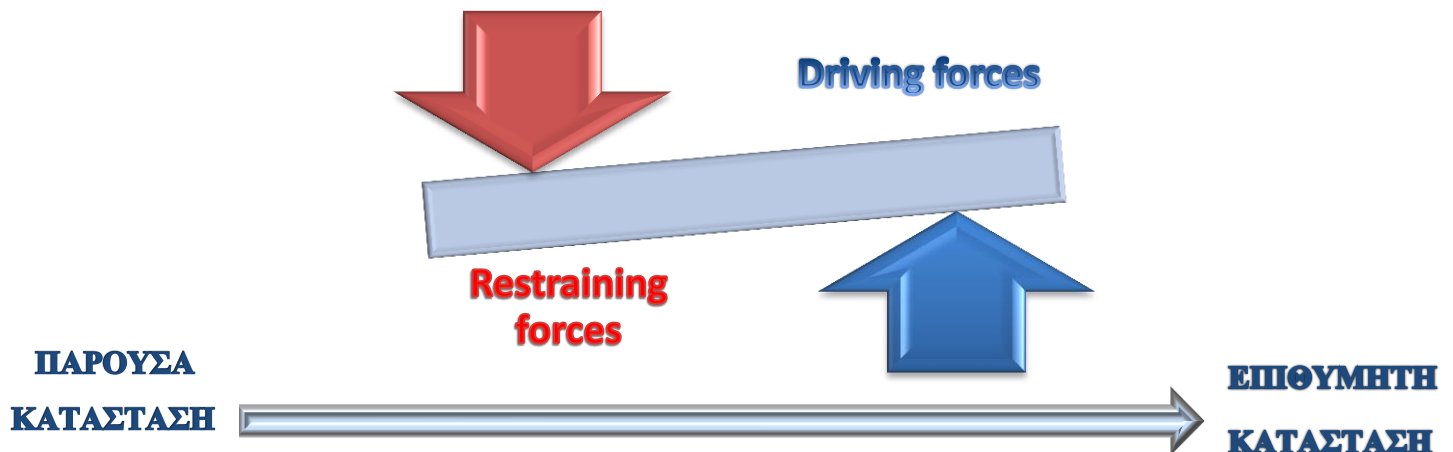 Driving forces
Restraining
forces
ΠΑΡΟΥΣΑ
ΚΑΤΑΣΤΑΣΗ
ΕΠΙΘΥΜΗΤΗ
ΚΑΤΑΣΤΑΣΗ